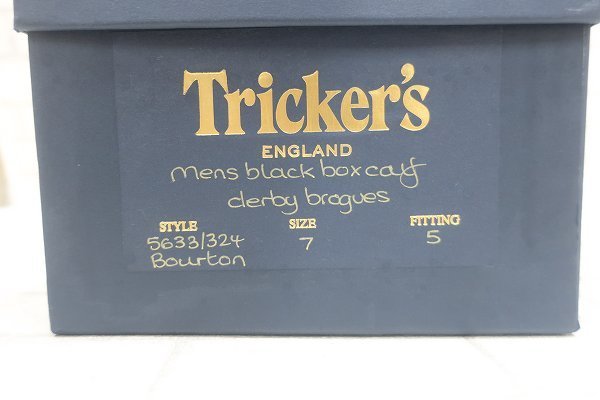 Tricker's
ENGLAND
mens black box calf
derby brogues
STYLE SIZE FITTING
5633/324 7 5
Bourton